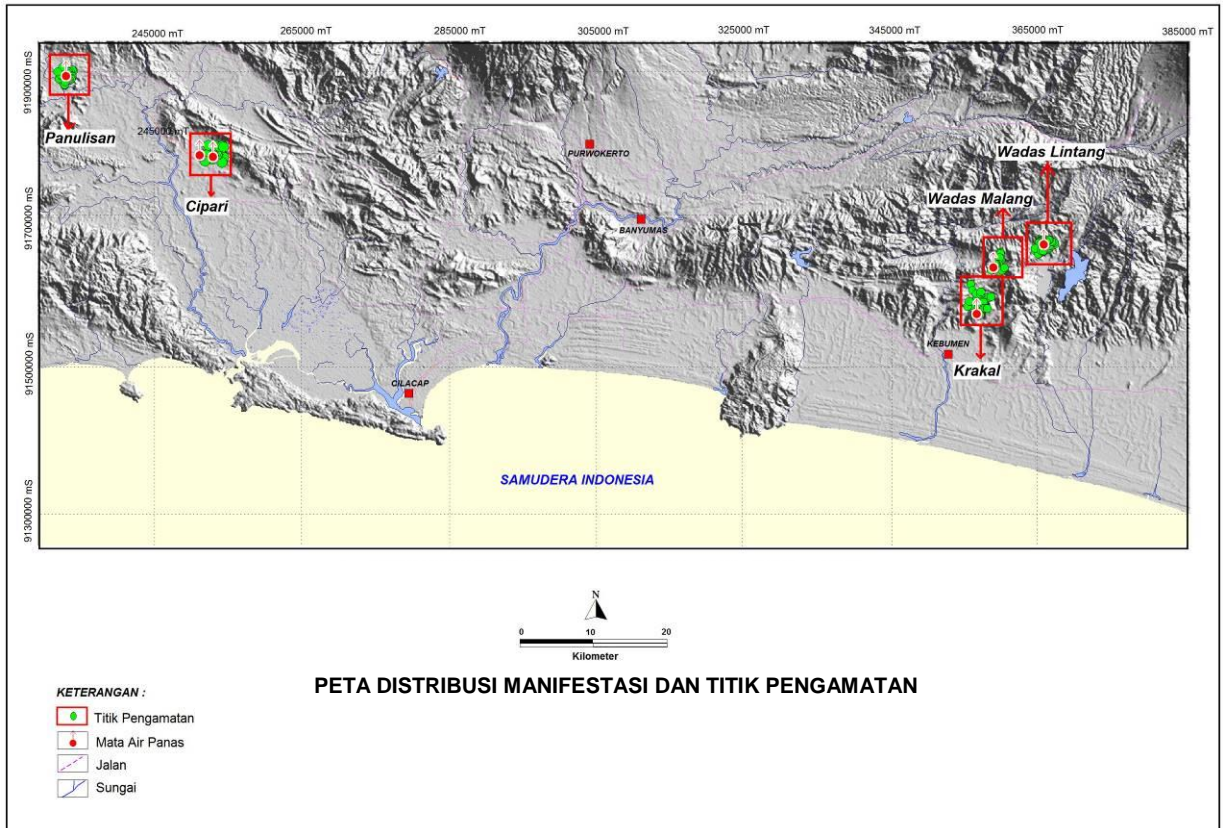 245000 mT
265000 mT
285000 mT
305000 mT
325000 mT
345000 mT
365000 mT
385000 mT
91900000 mS
91700000 mS
91500000 mS
91300000 mS
Panulisan
245000 mT
Cipari
PURWOKERTO
BANYUMAS
Wadas Lintang
Wadas Malang
KEBUMEN
Krakal
CILACAP
SAMUDERA INDONESIA
N
0 10 20
Kilometer
PETA DISTRIBUSI MANIFESTASI DAN TITIK PENGAMATAN
KETERANGAN :
Titik Pengamatan
Mata Air Panas
Jalan
Sungai